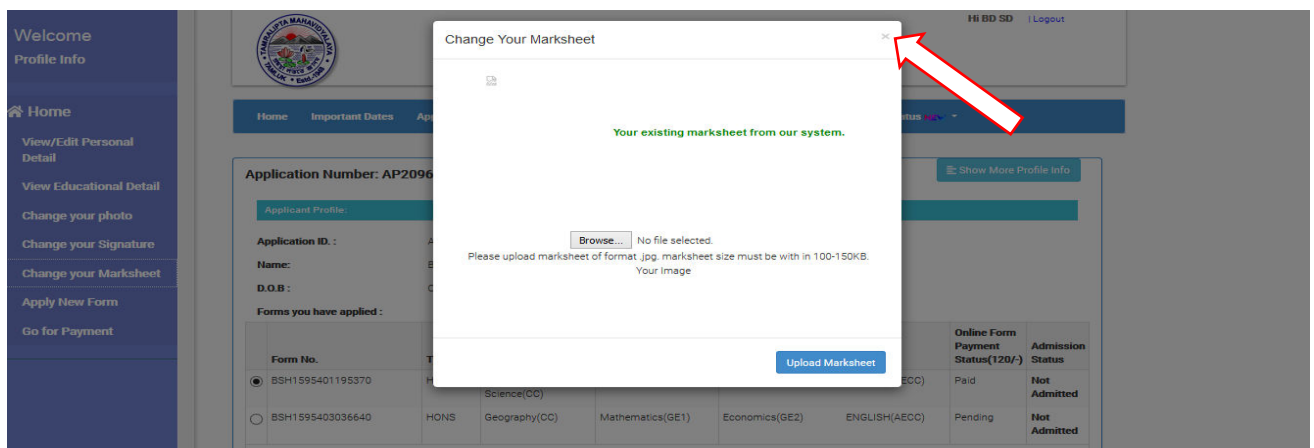 Welcome
Profile Info
Home
View/Edit Personal
Detail
View Educational Detail
Change your photo
Change your Signature
Change your Marksheet
Apply New Form
Go for Payment
Hi BD SD | Logout
Home Important Dates
Application Number: AP2096
Show More Profile Info
Applicant Profile:
Application ID. :
Name:
D.O.B :
Forms you have applied :
Change Your Marksheet
×
Your existing marksheet from our system.
Browse... No file selected.
Please upload marksheet of format .jpg. marksheet size must be with in 100-150KB.
Your Image
Upload Marksheet
Form No.
Online Form
Payment
Status(120/-)
Admission
Status
BSH1595401195370 Science(CC) Paid Not
Admitted
BSH1595403036640 HONS Geography(CC) Mathematics(GE1) Economics(GE2) ENGLISH(AECC) Pending Not
Admitted